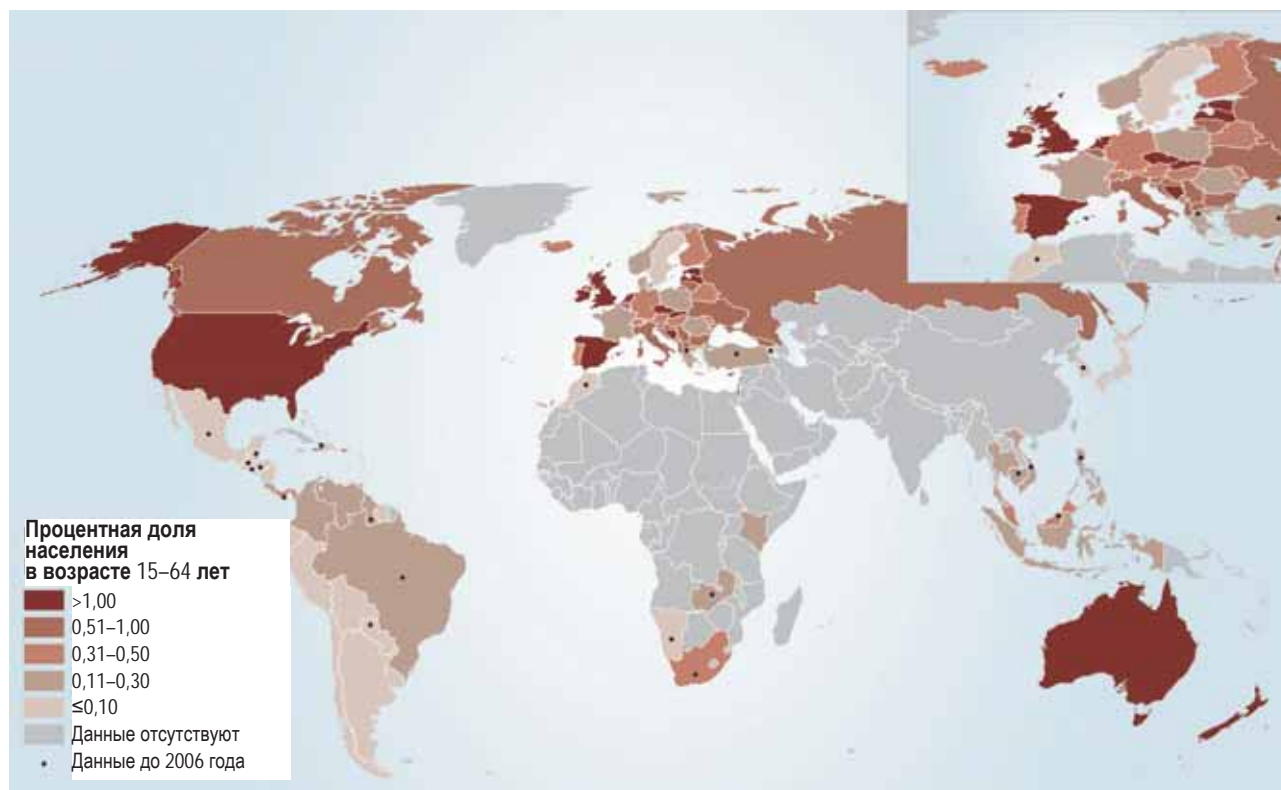 Процентная доля
населения
в возрасте 15–64 лет
>1,00
0,51–1,00
0,31–0,50
0,11–0,30
≤0,10
Данные отсутствуют
Данные до 2006 года